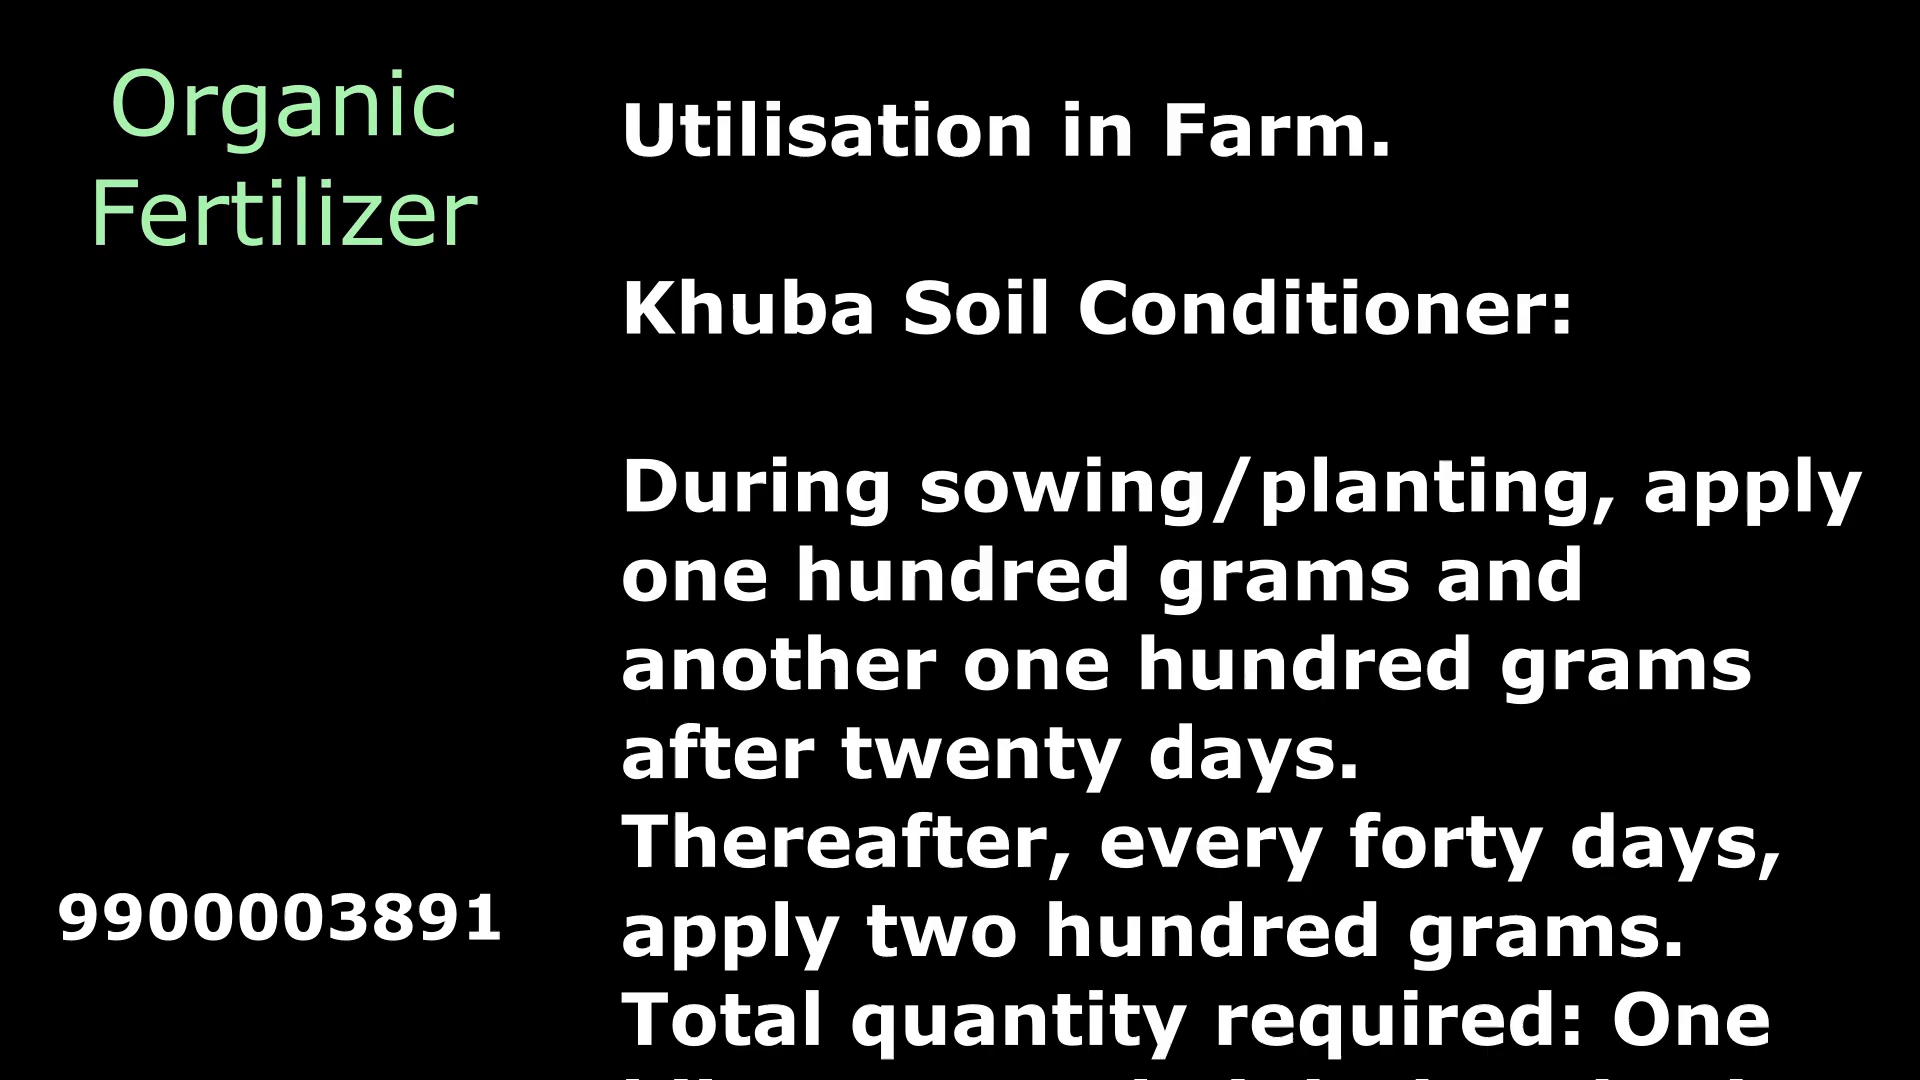 Organic
Fertilizer
9900003891
Utilisation in Farm.
Khuba Soil Conditioner:
During sowing/planting, apply
one hundred grams and
another one hundred grams
after twenty days.
Thereafter, every forty days,
apply two hundred grams.
Total quantity required: One